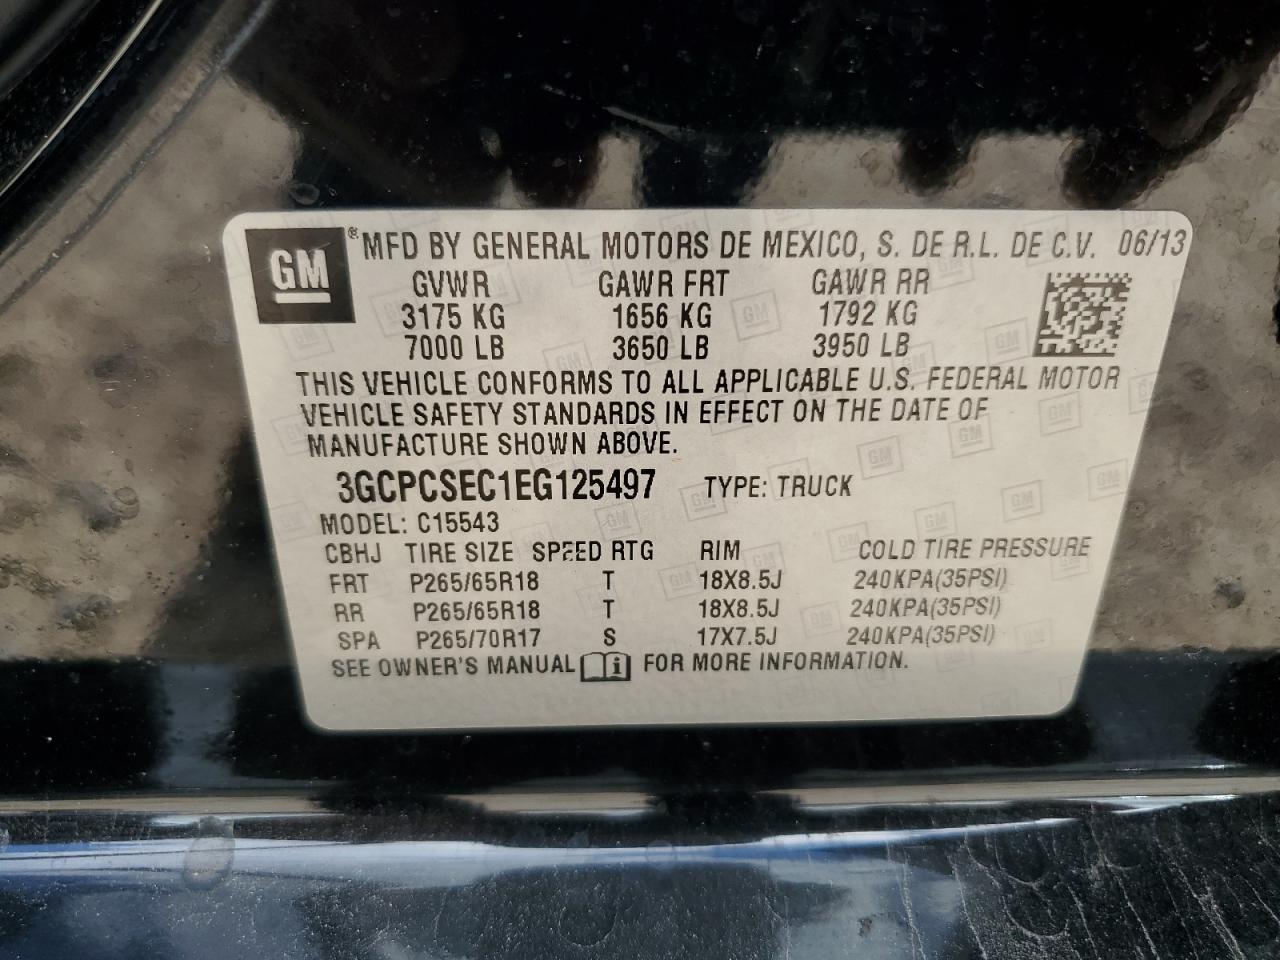 GM ® MFD BY GENERAL MOTORS DE MEXICO, S. DE R.L. DE C.V. 06/13
GVWR GAWR FRT GAWR RR
3175 KG 1656 KG 1792 KG
7000 LB 3650 LB 3950 LB
THIS VEHICLE CONFORMS TO ALL APPLICABLE U.S. FEDERAL MOTOR
VEHICLE SAFETY STANDARDS IN EFFECT ON THE DATE OF
MANUFACTURE SHOWN ABOVE.
3GCPCSEC1EG125497 TYPE: TRUCK
MODEL: C15543
CBHJ TIRE SIZE SPEED RTG RIM COLD TIRE PRESSURE
FRT P265/65R18 T 18X8.5J 240KPA(35PSI)
RR P265/65R18 T 18X8.5J 240KPA(35PSI)
SPA P265/70R17 S 17X7.5J 240KPA(35PSI)
SEE OWNER'S MANUAL i FOR MORE INFORMATION.